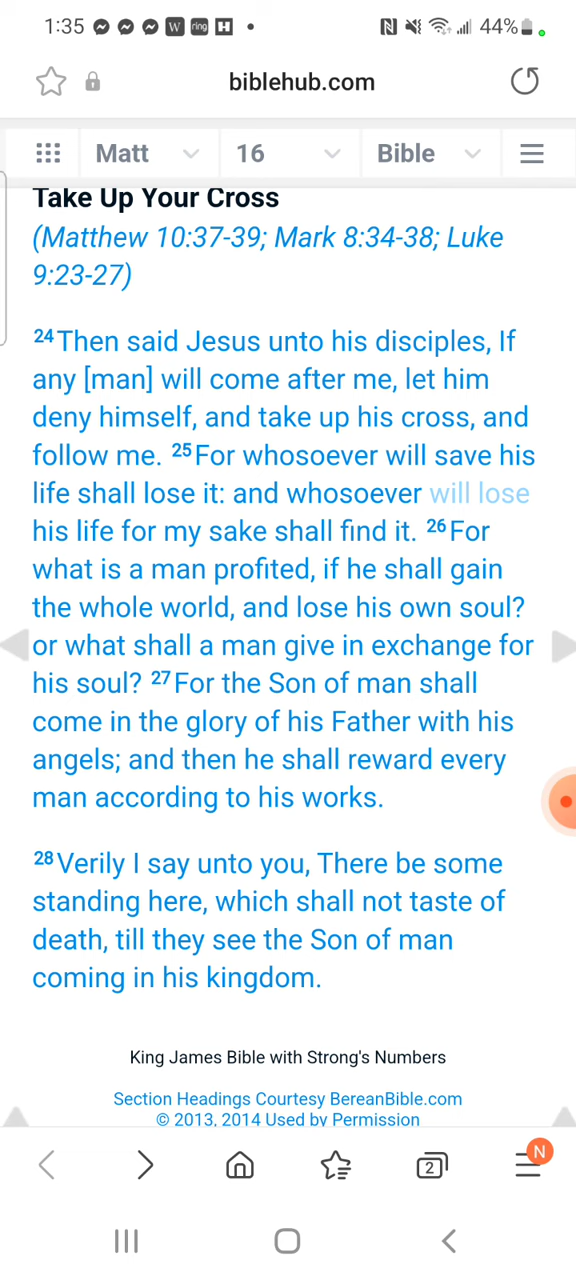 1:35 W ring H • 44%
biblehub.com
Matt 16 Bible
Take Up Your Cross
(Matthew 10:37-39; Mark 8:34-38; Luke
9:23-27)
24Then said Jesus unto his disciples, If
any [man] will come after me, let him
deny himself, and take up his cross, and
follow me. 25For whosoever will save his
life shall lose it: and whosoever will lose
his life for my sake shall find it. 26For
what is a man profited, if he shall gain
the whole world, and lose his own soul?
or what shall a man give in exchange for
his soul? 27For the Son of man shall
come in the glory of his Father with his
angels; and then he shall reward every
man according to his works.
28Verily I say unto you, There be some
standing here, which shall not taste of
death, till they see the Son of man
coming in his kingdom.
King James Bible with Strong's Numbers
Section Headings Courtesy BereanBible.com
© 2013, 2014 Used by Permission
2 N